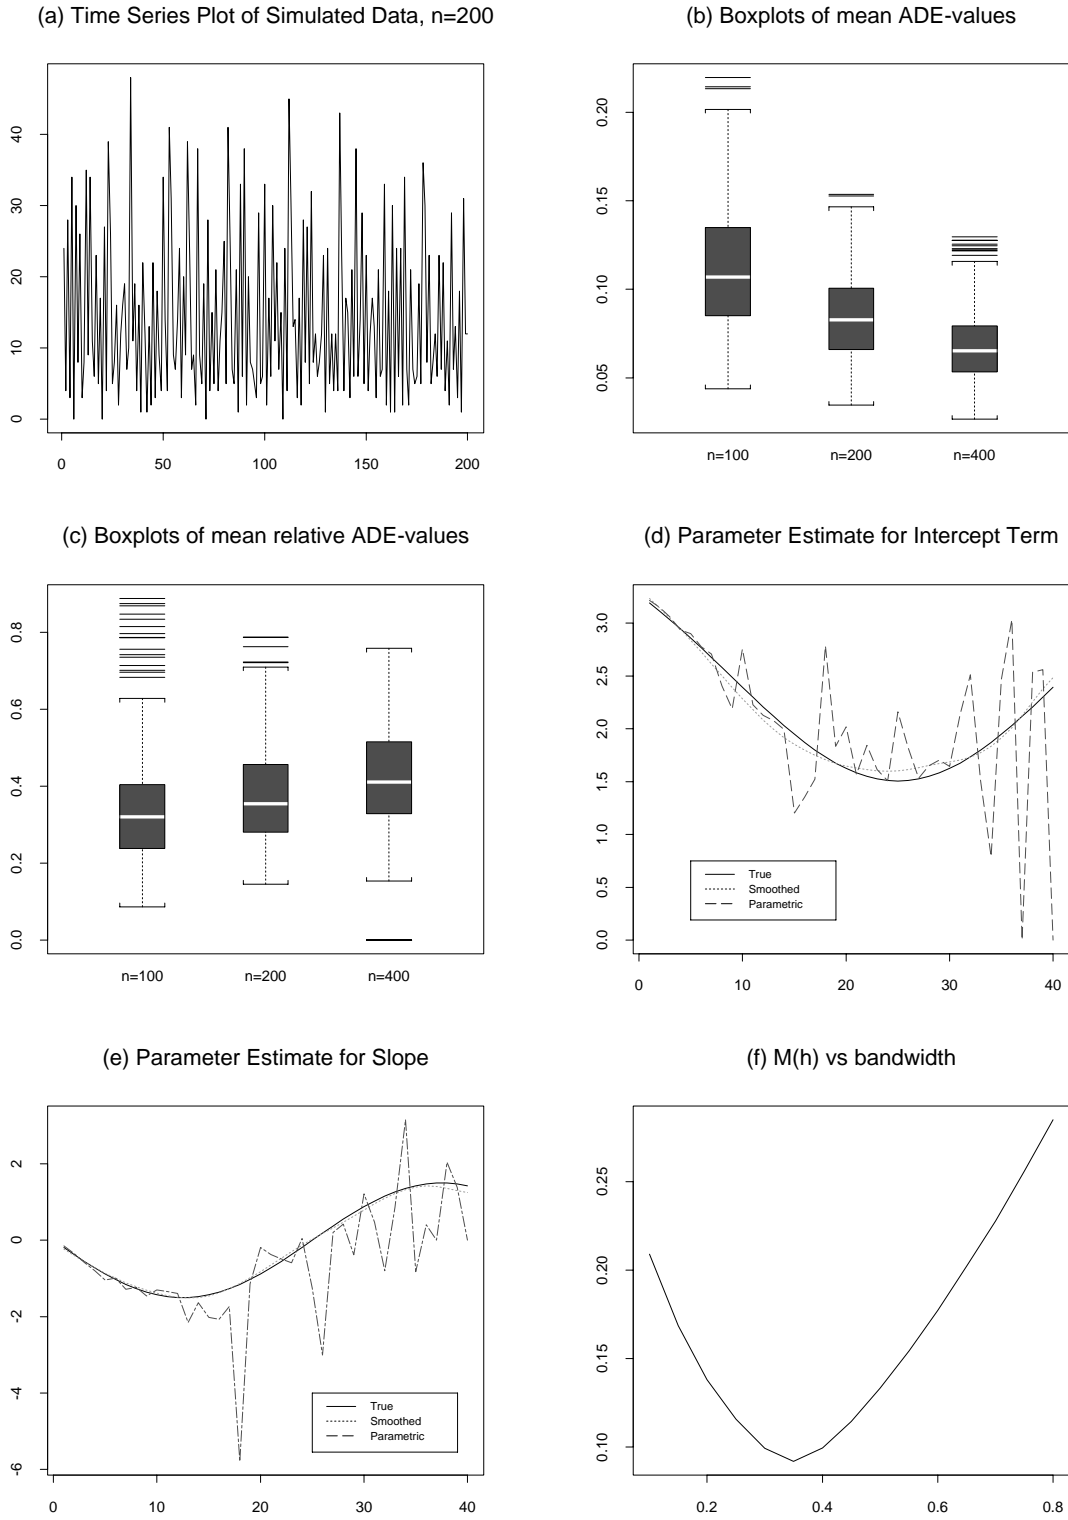 (a) Time Series Plot of Simulated Data, n=200
40
30
20
10
0
0 50 100 150 200
(b) Boxplots of mean ADE-values
0.20
0.15
0.10
0.05
n=100 n=200 n=400
(c) Boxplots of mean relative ADE-values
0.8
0.6
0.4
0.2
0.0
n=100 n=200 n=400
(d) Parameter Estimate for Intercept Term
3.0
2.5
2.0
1.5
1.0
0.5
0.0
True
Smoothed
Parametric
0 10 20 30 40
(e) Parameter Estimate for Slope
2
0
-2
-4
-6
True
Smoothed
Parametric
0 10 20 30 40
(f) M(h) vs bandwidth
0.25
0.20
0.15
0.10
0.2 0.4 0.6 0.8